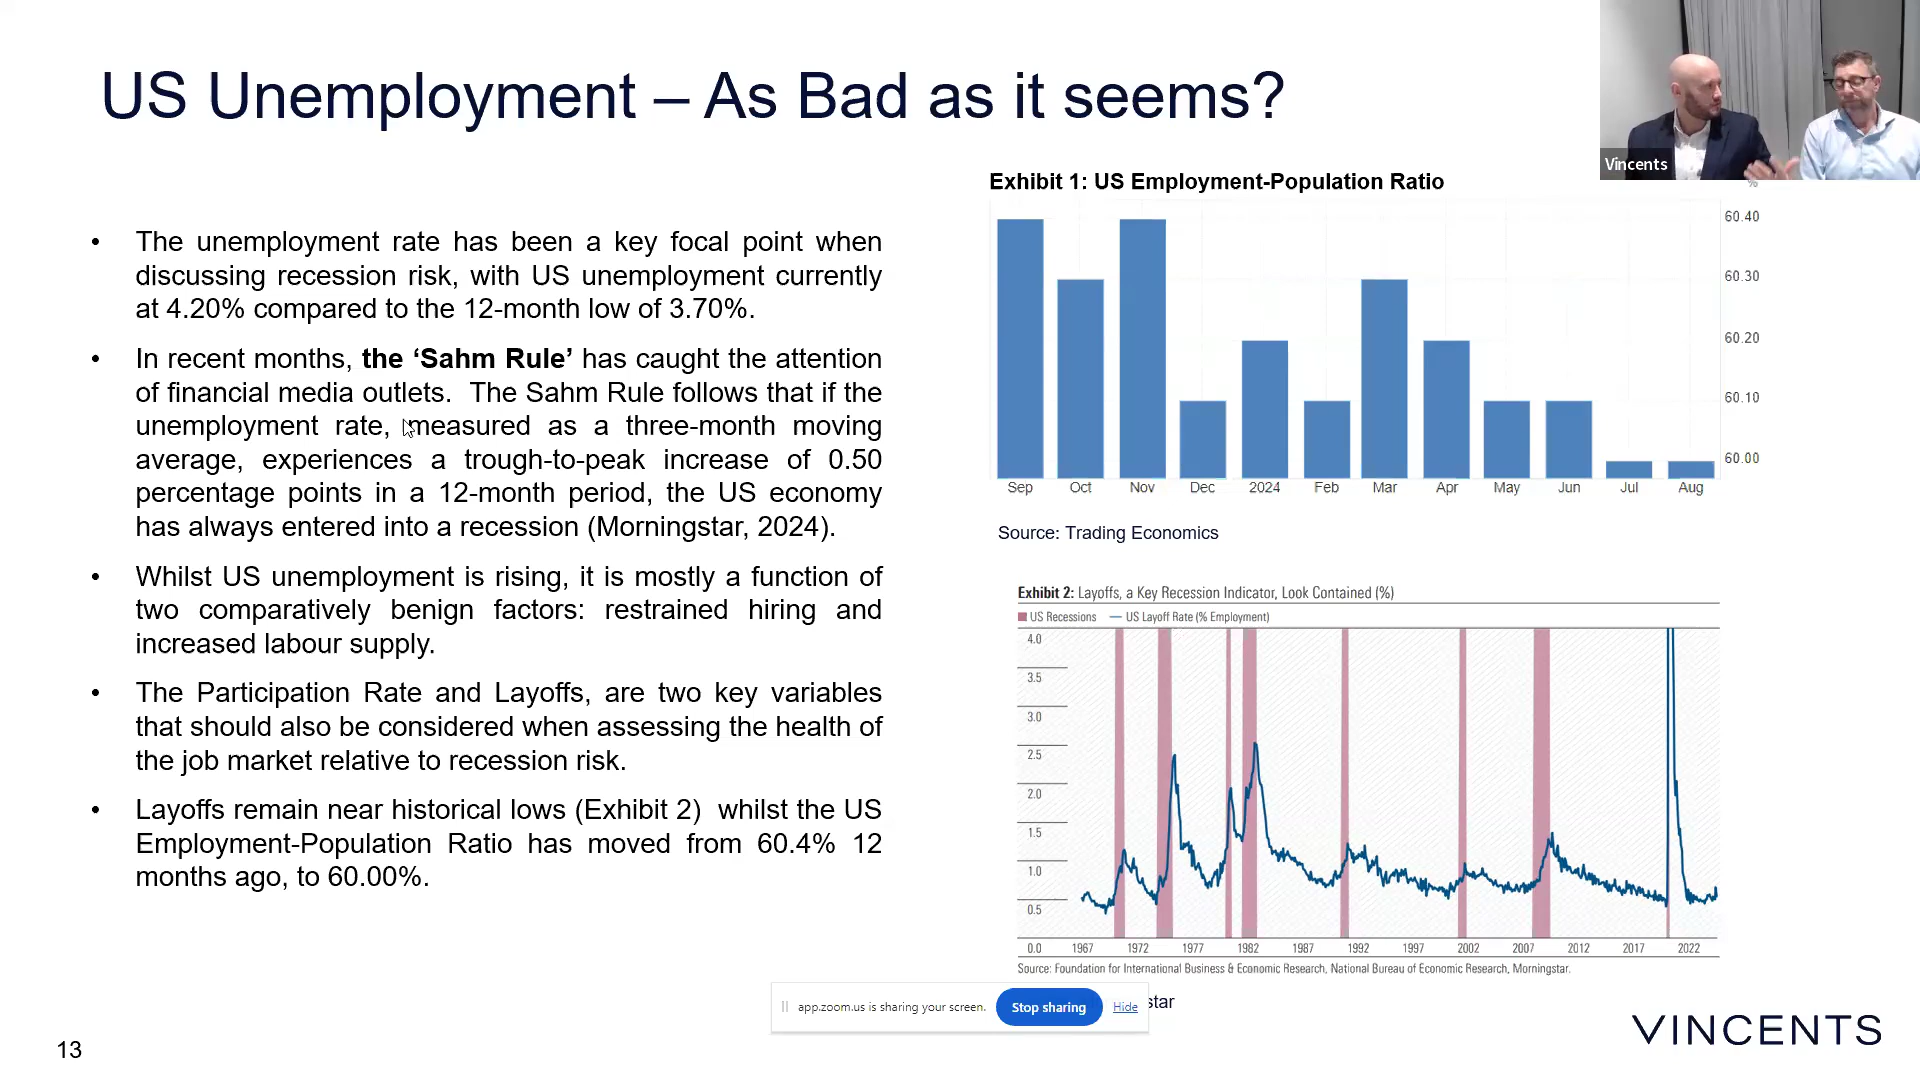 US Unemployment – As Bad as it seems?
Vincents
• The unemployment rate has been a key focal point when
discussing recession risk, with US unemployment currently
at 4.20% compared to the 12-month low of 3.70%.
• In recent months, the ‘Sahm Rule’ has caught the attention
of financial media outlets. The Sahm Rule follows that if the
unemployment rate, measured as a three-month moving
average, experiences a trough-to-peak increase of 0.50
percentage points in a 12-month period, the US economy
has always entered into a recession (Morningstar, 2024).
• Whilst US unemployment is rising, it is mostly a function of
two comparatively benign factors: restrained hiring and
increased labour supply.
• The Participation Rate and Layoffs, are two key variables
that should also be considered when assessing the health of
the job market relative to recession risk.
• Layoffs remain near historical lows (Exhibit 2) whilst the US
Employment-Population Ratio has moved from 60.4% 12
months ago, to 60.00%.
Exhibit 1: US Employment-Population Ratio
%
60.40
60.30
60.20
60.10
60.00
Sep Oct Nov Dec 2024 Feb Mar Apr May Jun Jul Aug
Source: Trading Economics
Exhibit 2: Layoffs, a Key Recession Indicator, Look Contained (%)
US Recessions US Layoff Rate (% Employment)
4.0
3.5
3.0
2.5
2.0
1.5
1.0
0.5
0.0 1967 1972 1977 1982 1987 1992 1997 2002 2007 2012 2017 2022
Source: Foundation for International Business & Economic Research, National Bureau of Economic Research, Morningstar.
star
app.zoom.us is sharing your screen. Stop sharing Hide
13
VINCENTS